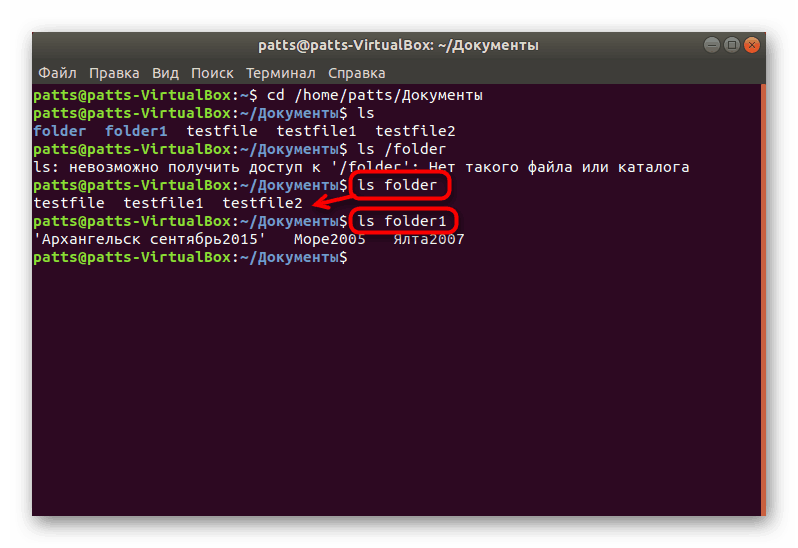 patts@patts-VirtualBox: ~/Документы
Файл Правка Вид Поиск Терминал Справка
patts@patts-VirtualBox:~$ cd /home/patts/Документы
patts@patts-VirtualBox:~/Документы$ ls
folder folder1 testfile testfile1 testfile2
patts@patts-VirtualBox:~/Документы$ ls /folder
ls: невозможно получить доступ к '/folder': Нет такого файла или каталога
patts@patts-VirtualBox:~/Документы$ ls folder
testfile testfile1 testfile2
patts@patts-VirtualBox:~/Документы$ ls folder1
'Архангельск сентябрь2015' Море2005 Ялта2007
patts@patts-VirtualBox:~/Документы$